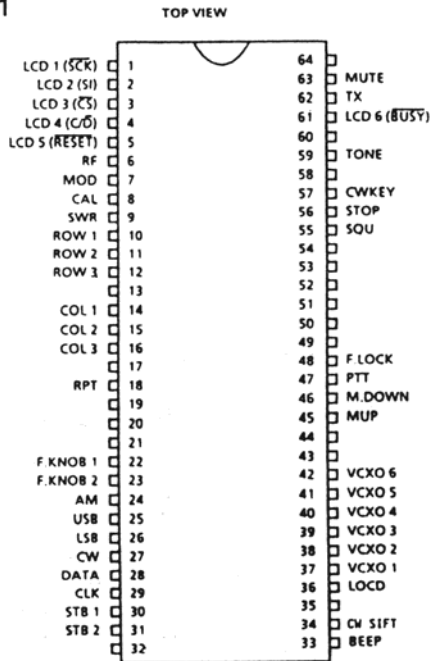 1
TOP VIEW
LCD 1 (SCK) 1
LCD 2 (SI) 2
LCD 3 (CS) 3
LCD 4 (C/D) 4
LCD 5 (RESET) 5
RF 6
MOD 7
CAL 8
SWR 9
ROW 1 10
ROW 2 11
ROW 3 12
13
COL 1 14
COL 2 15
COL 3 16
17
RPT 18
19
20
21
F.KNOB 1 22
F.KNOB 2 23
AM 24
USB 25
LSB 26
CW 27
DATA 28
CLK 29
STB 1 30
STB 2 31
32
64
63 MUTE
62 TX
61 LCD 6 (BUSY)
60
59 TONE
58
57 CWKEY
56 STOP
55 SQU
54
53
52
51
50
49
48 F.LOCK
47 PTT
46 M.DOWN
45 MUP
44
43
42 VCXO 6
41 VCXO 5
40 VCXO 4
39 VCXO 3
38 VCXO 2
37 VCXO 1
36 LOCD
35
34 CW SIFT
33 BEEP